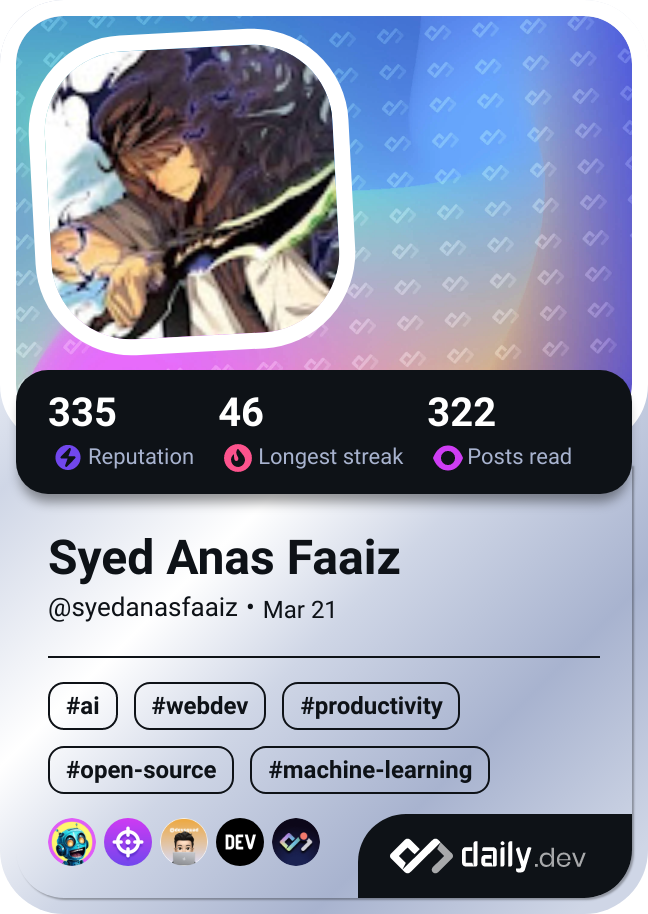 335 46 322
Reputation Longest streak Posts read
Syed Anas Faaiz
@syedanasfaaiz • Mar 21
#ai #webdev #productivity
#open-source #machine-learning
DEV
daily.dev